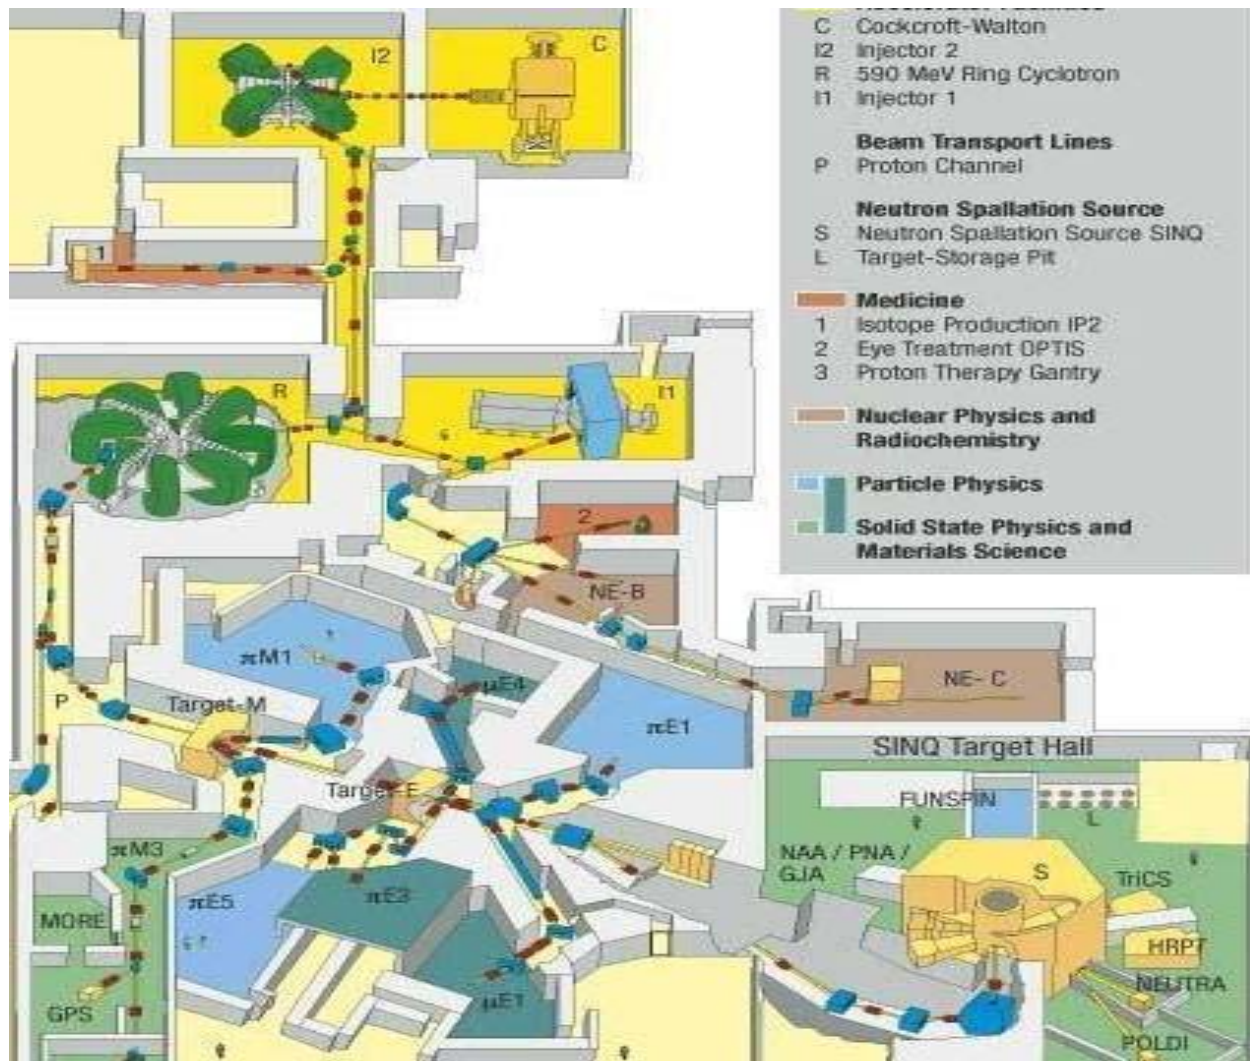 Accelerator Facilities
C Cockcroft-Walton
I2 Injector 2
R 590 MeV Ring Cyclotron
I1 Injector 1
Beam Transport Lines
P Proton Channel
Neutron Spallation Source
S Neutron Spallation Source SINQ
L Target-Storage Pit
Medicine
1 Isotope Production IP2
2 Eye Treatment OPTIS
3 Proton Therapy Gantry
Nuclear Physics and
Radiochemistry
Particle Physics
Solid State Physics and
Materials Science
I2
C
1
R
I1
2
NE-B
πM1
μE4
NE- C
P
Target-M
πE1
SINQ Target Hall
Target-E
FUNSPIN
L
πM3
NAA / PNA /
GJA
S
TriCS
πE5
πE3
MORE
HRPT
NEUTRA
μE1
GPS
POLDI